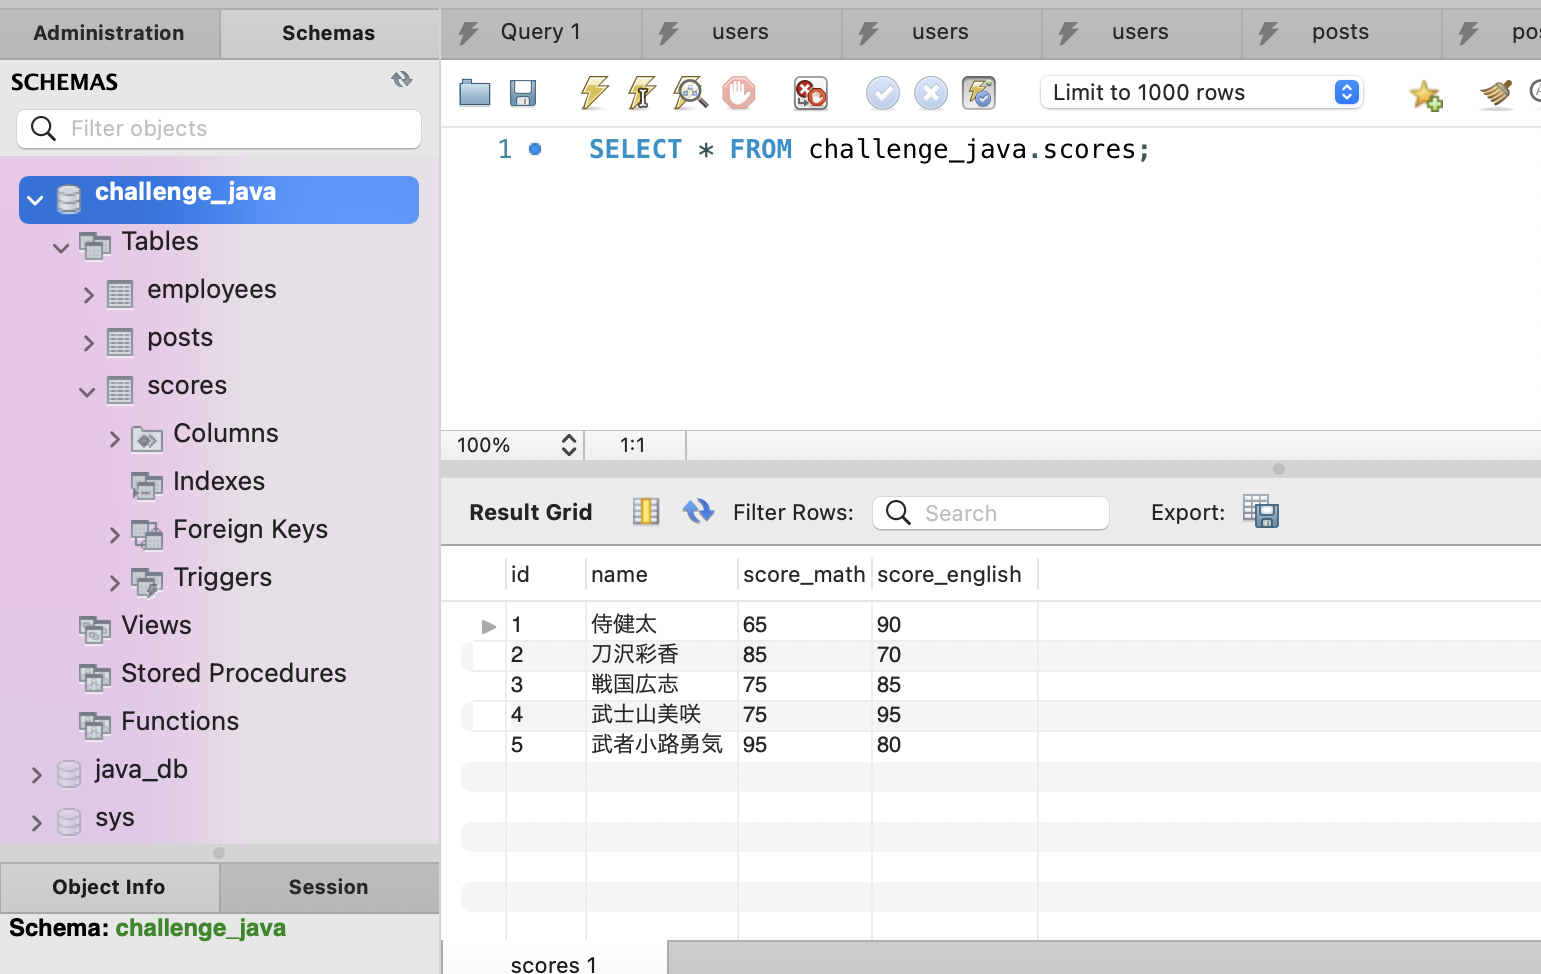 Administration Schemas
SCHEMAS
Filter objects
challenge_java
Tables
employees
posts
scores
Columns
Indexes
Foreign Keys
Triggers
Views
Stored Procedures
Functions
java_db
sys
Object Info Session
Schema: challenge_java
Query 1 users users users posts po
Limit to 1000 rows
1 SELECT * FROM challenge_java.scores;
100% 1:1
Result Grid Filter Rows: Search Export:
id name score_math score_english
1 侍健太 65 90
2 刀沢彩香 85 70
3 戦国広志 75 85
4 武士山美咲 75 95
5 武者小路勇気 95 80
scores 1